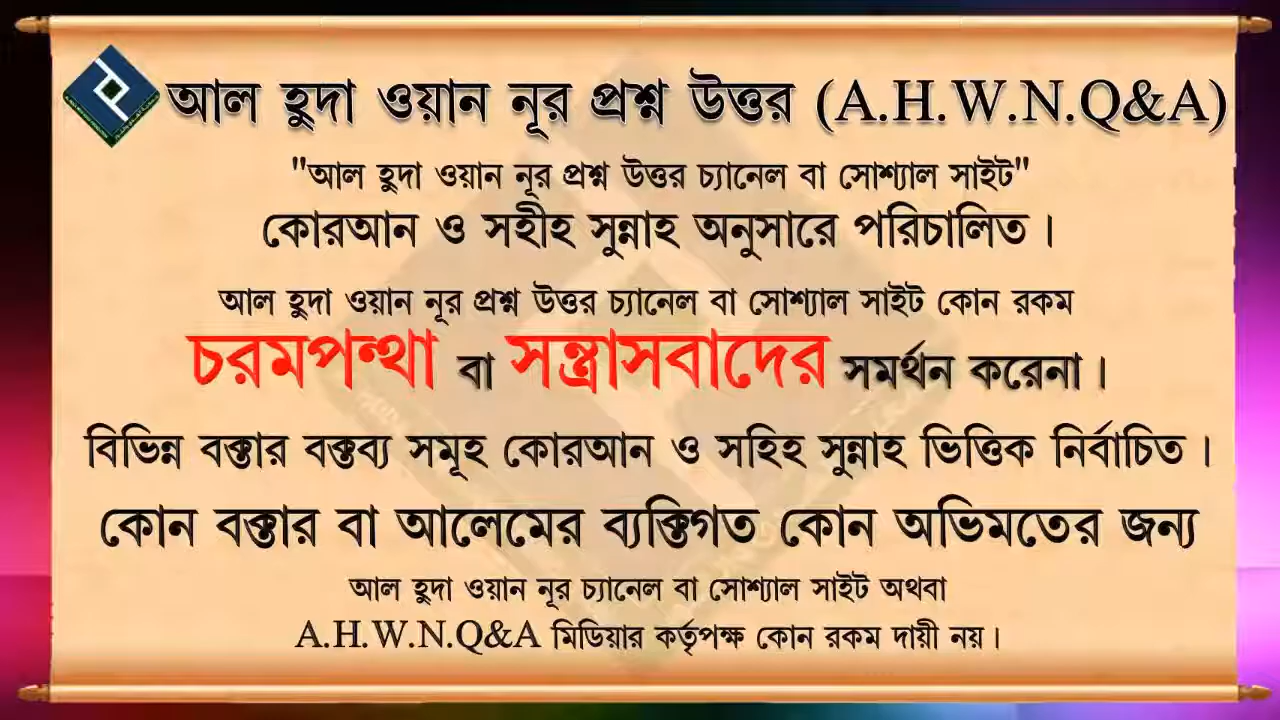 আল হুদা ওয়ান নূর প্রশ্ন উত্তর (A.H.W.N.Q&A)
"আল হুদা ওয়ান নূর প্রশ্ন উত্তর চ্যানেল বা সোশ্যাল সাইট"
কোরআন ও সহীহ সুন্নাহ অনুসারে পরিচালিত।
আল হুদা ওয়ান নূর প্রশ্ন উত্তর চ্যানেল বা সোশ্যাল সাইট কোন রকম
চরমপন্থা বা সন্ত্রাসবাদের সমর্থন করেনা।
বিভিন্ন বক্তার বক্তব্য সমূহ কোরআন ও সহিহ সুন্নাহ ভিত্তিক নির্বাচিত।
কোন বক্তার বা আলেমের ব্যক্তিগত কোন অভিমতের জন্য
আল হুদা ওয়ান নূর চ্যানেল বা সোশ্যাল সাইট অথবা
A.H.W.N.Q&A মিডিয়ার কর্তৃপক্ষ কোন রকম দায়ী নয়।